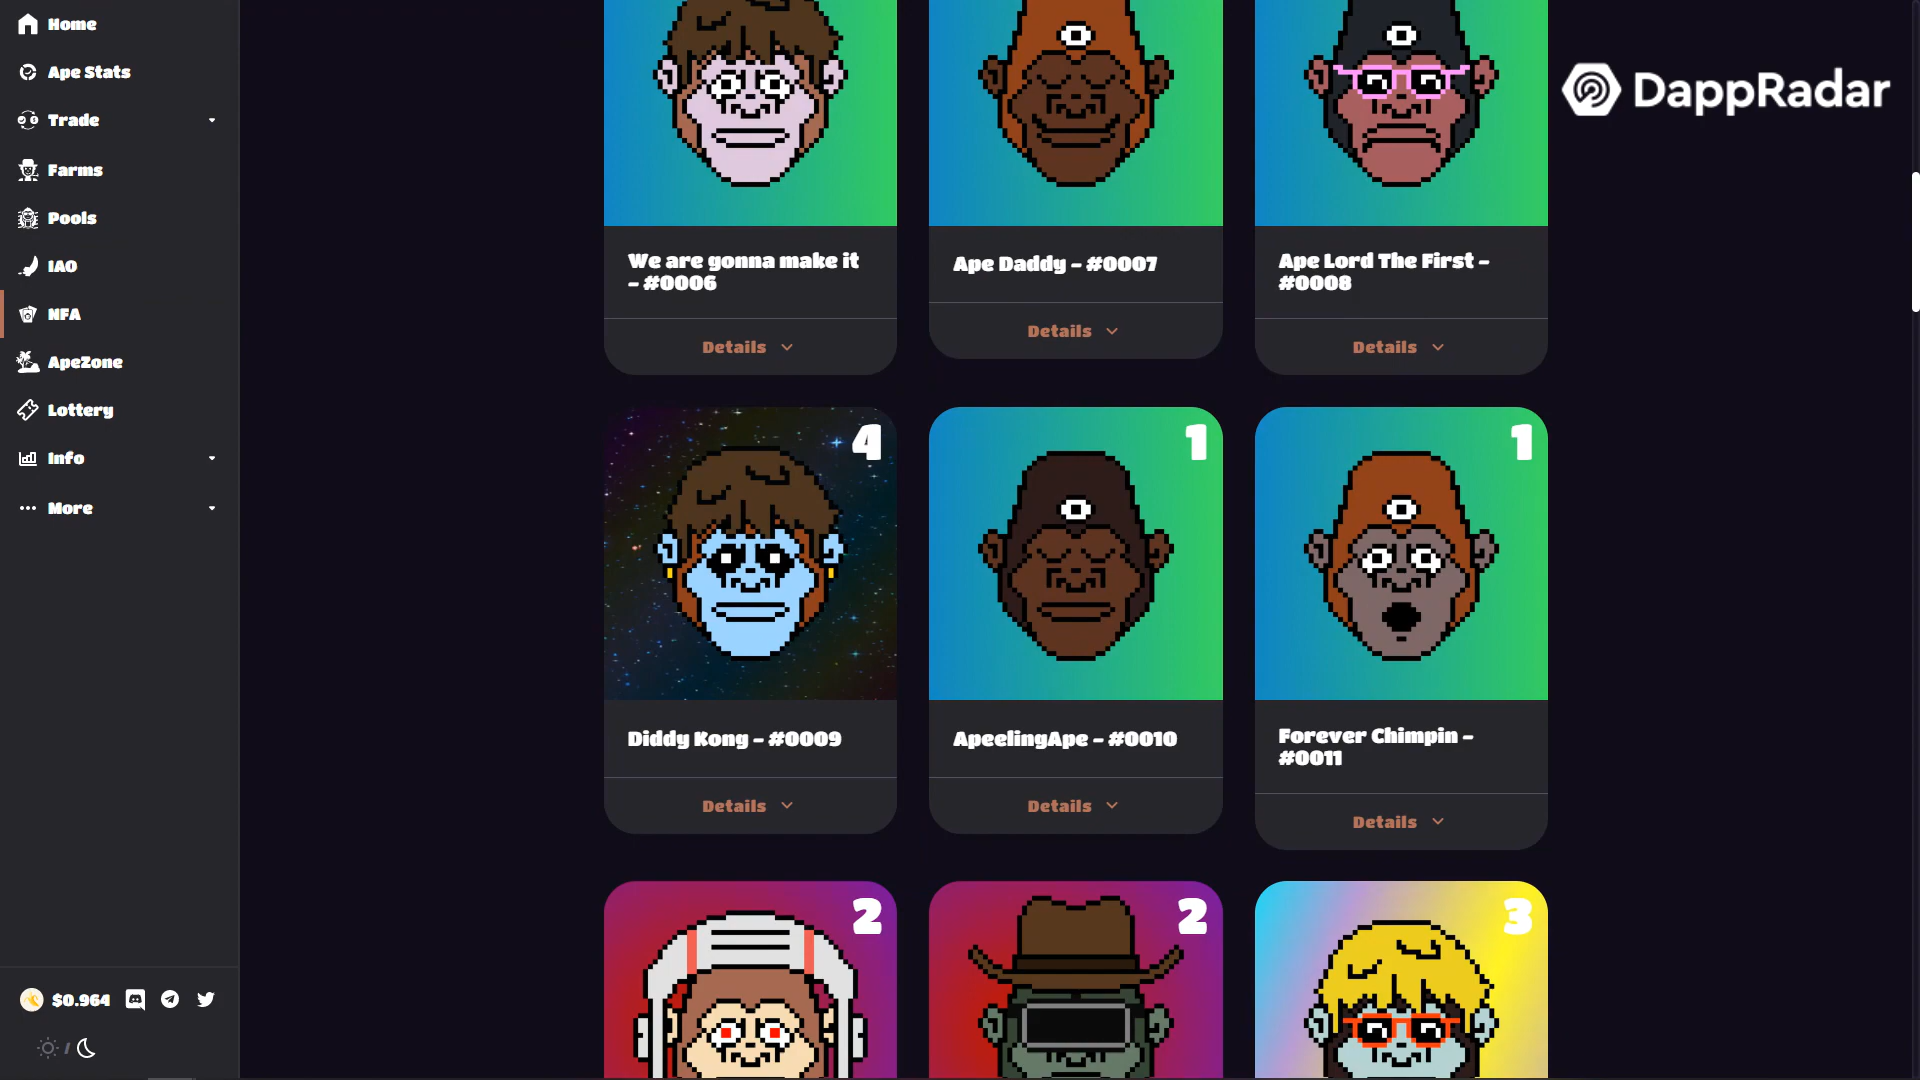 Home
Ape Stats
Trade
Farms
Pools
IAO
NFA
ApeZone
Lottery
Info
More
$0.964
/
DappRadar
We are gonna make it
- #0006
Details
Ape Daddy - #0007
Details
Ape Lord The First -
#0008
Details
4
Diddy Kong - #0009
Details
1
ApeelingApe - #0010
Details
1
Forever Chimpin -
#0011
Details
2
2
3